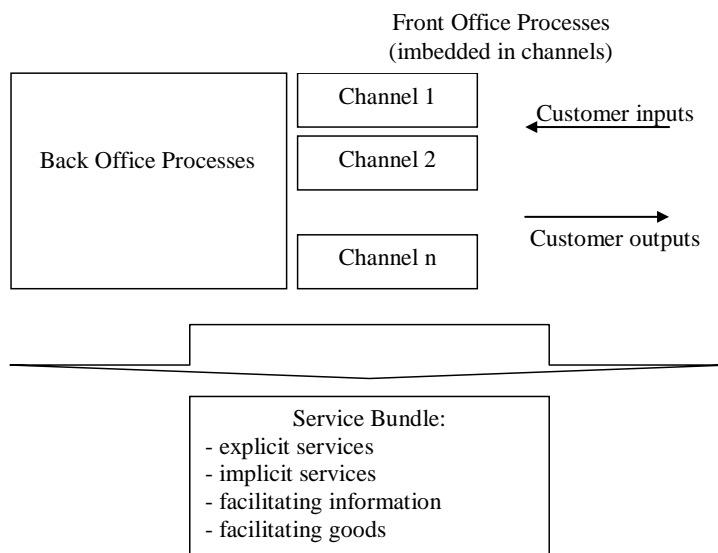 Front Office Processes
(imbedded in channels)
Channel 1
Customer inputs
Back Office Processes
Channel 2
Customer outputs
Channel n
Service Bundle:
- explicit services
- implicit services
- facilitating information
- facilitating goods